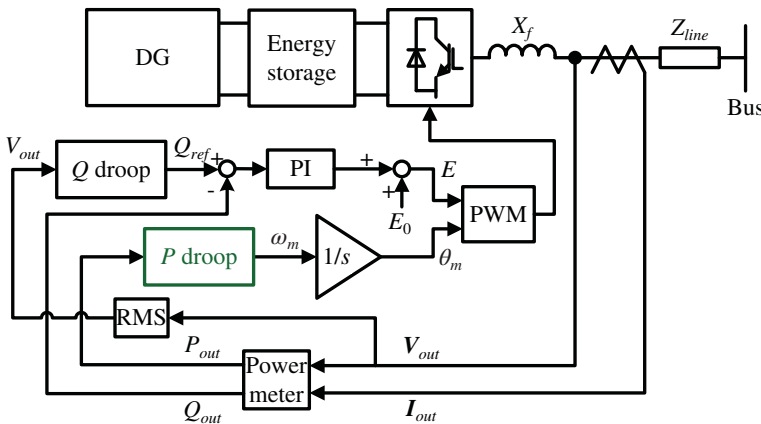 DG
Energy
storage
X_f
Z_line
Bus
V_out
Q droop
Q_ref
+
-
PI
+
+
E_0
E
PWM
P droop
ω_m
1/s
θ_m
RMS
P_out
Power
meter
V_out
Q_out
I_out